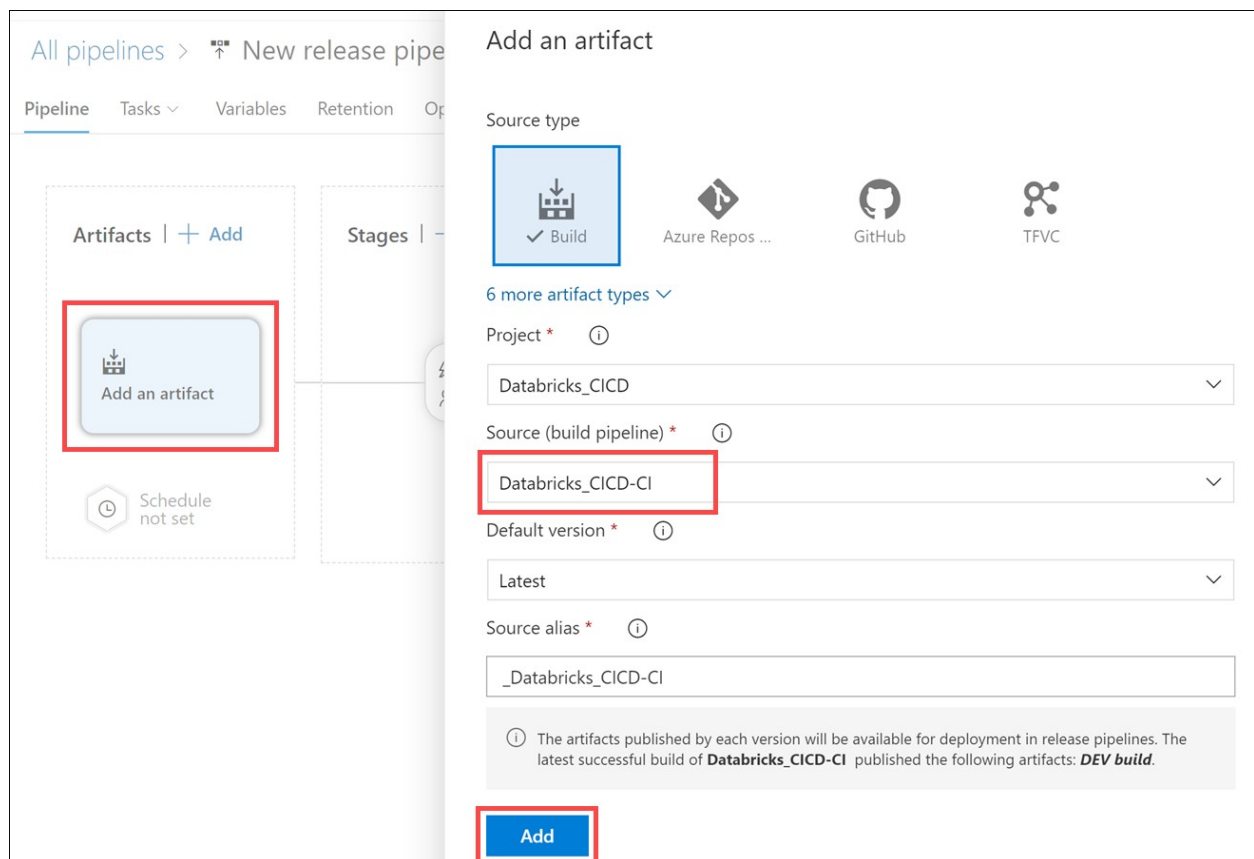 All pipelines > New release pipe
Pipeline Tasks Variables Retention Op
Artifacts | + Add
Stages |
Add an artifact
Schedule
not set
Add an artifact
Source type
Build
Azure Repos ...
GitHub
TFVC
6 more artifact types
Project *
Databricks_CICD
Source (build pipeline) *
Databricks_CICD-CI
Default version *
Latest
Source alias *
_Databricks_CICD-CI
The artifacts published by each version will be available for deployment in release pipelines. The
latest successful build of Databricks_CICD-CI published the following artifacts: DEV build.
Add